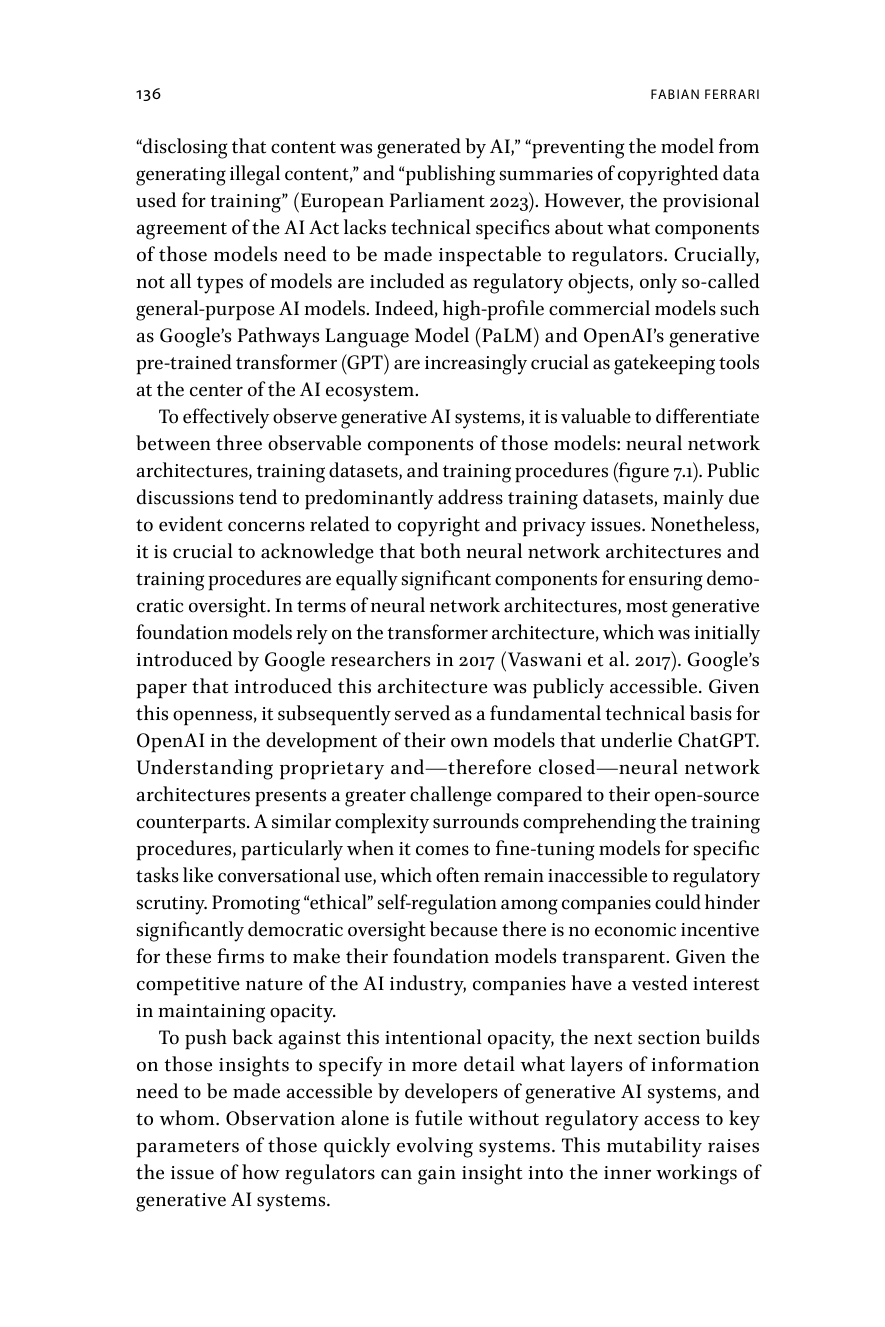 136
FABIAN FERRARI
“disclosing that content was generated by AI,” “preventing the model from
generating illegal content,” and “publishing summaries of copyrighted data
used for training” (European Parliament 2023). However, the provisional
agreement of the AI Act lacks technical specifics about what components
of those models need to be made inspectable to regulators. Crucially,
not all types of models are included as regulatory objects, only so-called
general-purpose AI models. Indeed, high-profile commercial models such
as Google’s Pathways Language Model (PaLM) and OpenAI’s generative
pre-trained transformer (GPT) are increasingly crucial as gatekeeping tools
at the center of the AI ecosystem.
To effectively observe generative AI systems, it is valuable to differentiate
between three observable components of those models: neural network
architectures, training datasets, and training procedures (figure 7.1). Public
discussions tend to predominantly address training datasets, mainly due
to evident concerns related to copyright and privacy issues. Nonetheless,
it is crucial to acknowledge that both neural network architectures and
training procedures are equally significant components for ensuring demo-
cratic oversight. In terms of neural network architectures, most generative
foundation models rely on the transformer architecture, which was initially
introduced by Google researchers in 2017 (Vaswani et al. 2017). Google’s
paper that introduced this architecture was publicly accessible. Given
this openness, it subsequently served as a fundamental technical basis for
OpenAI in the development of their own models that underlie ChatGPT.
Understanding proprietary and—therefore closed—neural network
architectures presents a greater challenge compared to their open-source
counterparts. A similar complexity surrounds comprehending the training
procedures, particularly when it comes to fine-tuning models for specific
tasks like conversational use, which often remain inaccessible to regulatory
scrutiny. Promoting “ethical” self-regulation among companies could hinder
significantly democratic oversight because there is no economic incentive
for these firms to make their foundation models transparent. Given the
competitive nature of the AI industry, companies have a vested interest
in maintaining opacity.
To push back against this intentional opacity, the next section builds
on those insights to specify in more detail what layers of information
need to be made accessible by developers of generative AI systems, and
to whom. Observation alone is futile without regulatory access to key
parameters of those quickly evolving systems. This mutability raises
the issue of how regulators can gain insight into the inner workings of
generative AI systems.